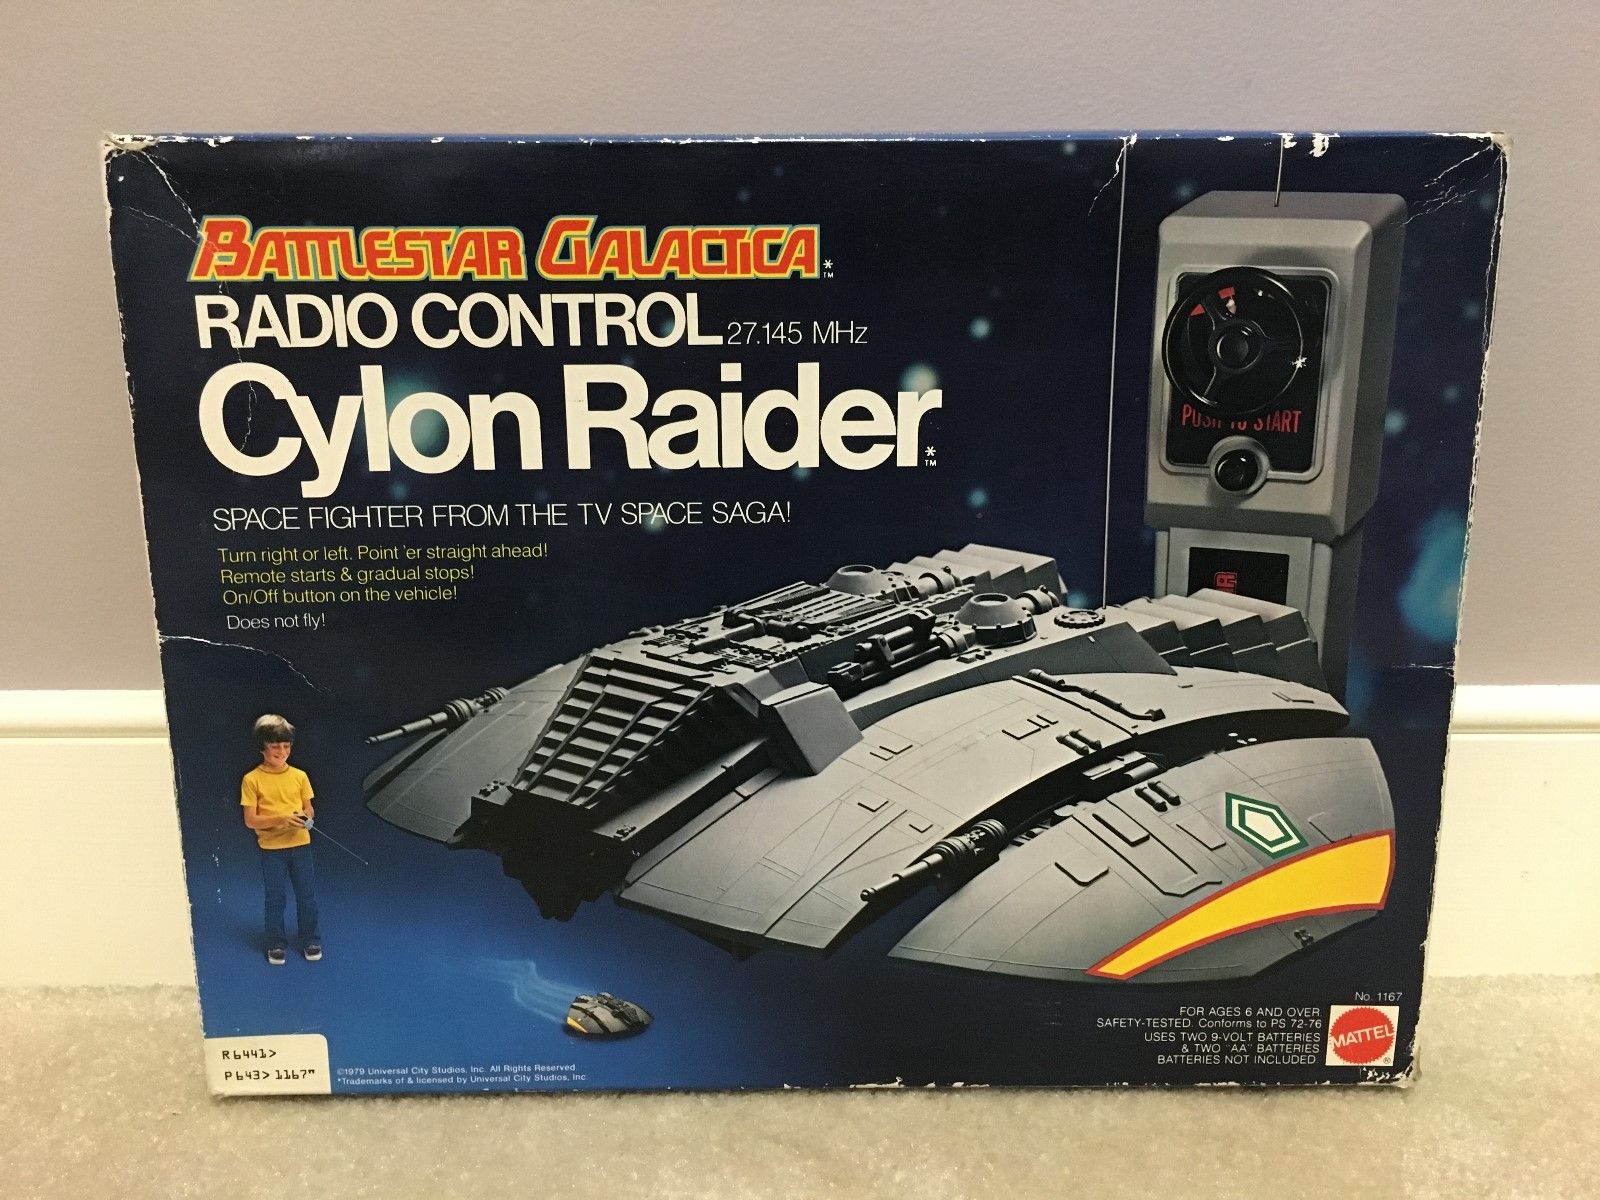 BATTLESTAR GALACTICA*™
RADIO CONTROL 27.145 MHz
Cylon Raider*™
SPACE FIGHTER FROM THE TV SPACE SAGA!
Turn right or left. Point 'er straight ahead!
Remote starts & gradual stops!
On/Off button on the vehicle!
Does not fly!
PUSH TO START
No. 1167
FOR AGES 6 AND OVER
SAFETY-TESTED. Conforms to PS 72-76
USES TWO 9-VOLT BATTERIES
& TWO "AA" BATTERIES
BATTERIES NOT INCLUDED
MATTEL®
R6441>
P643> 1167"
©1979 Universal City Studios, Inc. All Rights Reserved.
*Trademarks of & licensed by Universal City Studios, Inc.